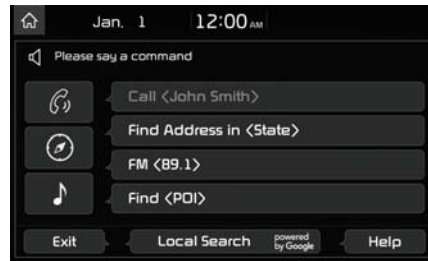 Jan. 1 12:00 AM
Please say a command
Call <John Smith>
Find Address in <State>
FM <89.1>
Find <POI>
Exit Local Search powered by Google Help